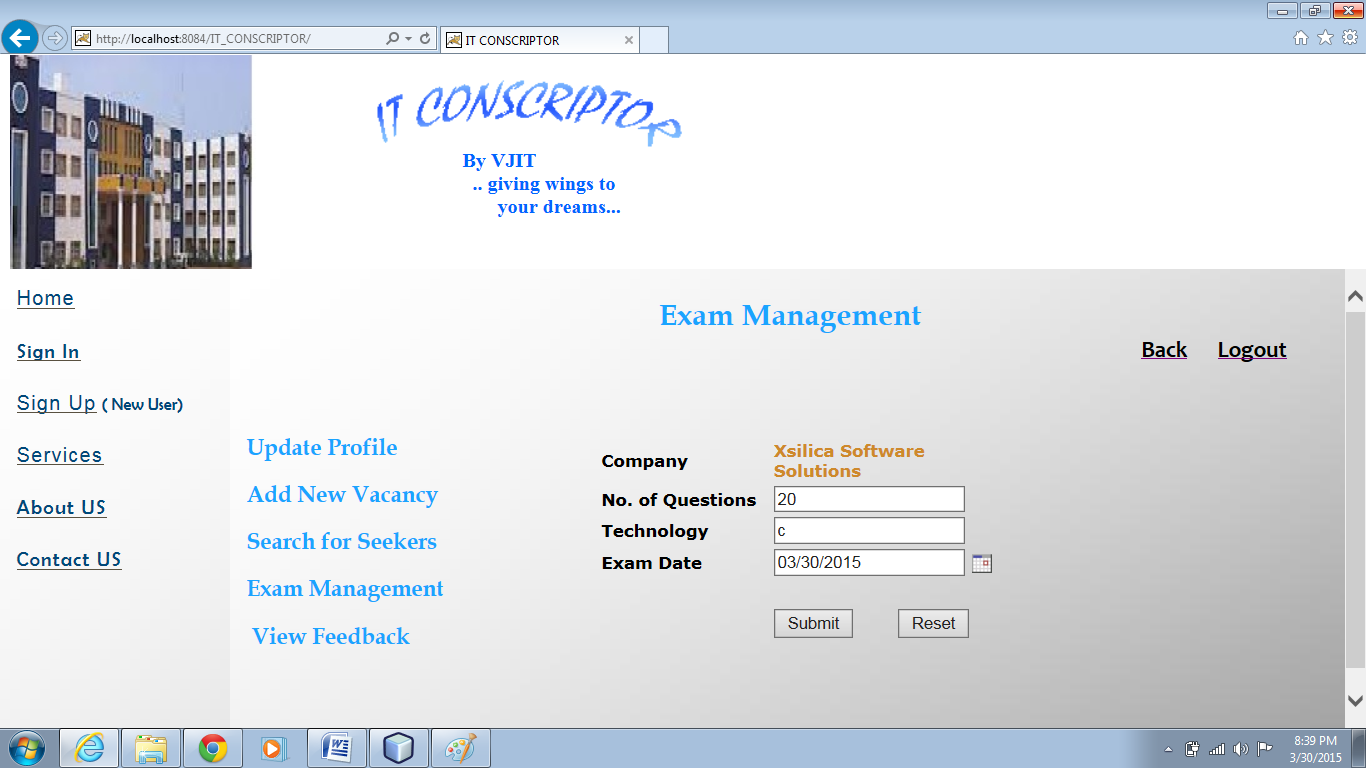 http://localhost:8084/IT_CONSCRIPTOR/
IT CONSCRIPTOR
IT CONSCRIPTOR
By VJIT
.. giving wings to
your dreams...
Home
Sign In
Sign Up ( New User)
Services
About US
Contact US
Exam Management
Back Logout
Update Profile
Add New Vacancy
Search for Seekers
Exam Management
View Feedback
Company Xsilica Software
Solutions
No. of Questions 20
Technology c
Exam Date 03/30/2015
Submit Reset
8:39 PM
3/30/2015